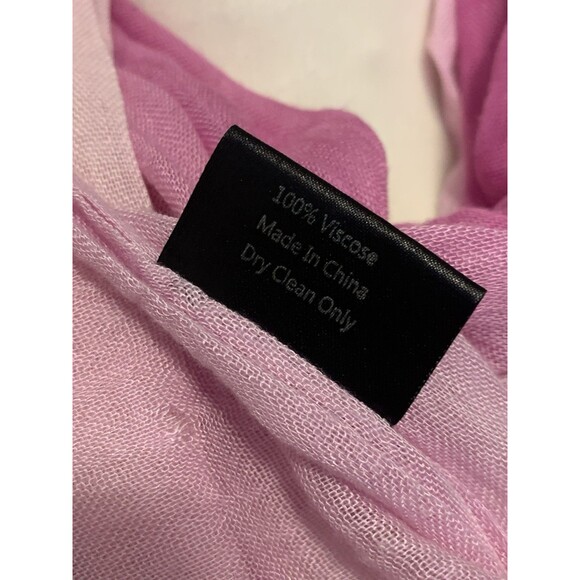 100% Viscose
Made In China
Dry Clean Only